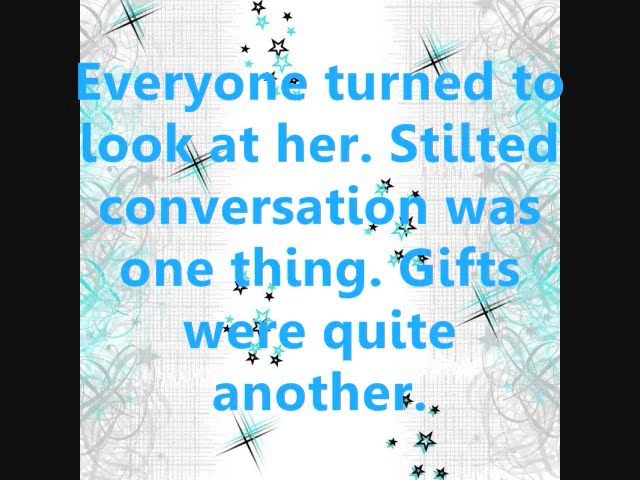 Everyone turned to
look at her. Stilted
conversation was
one thing. Gifts
were quite
another.